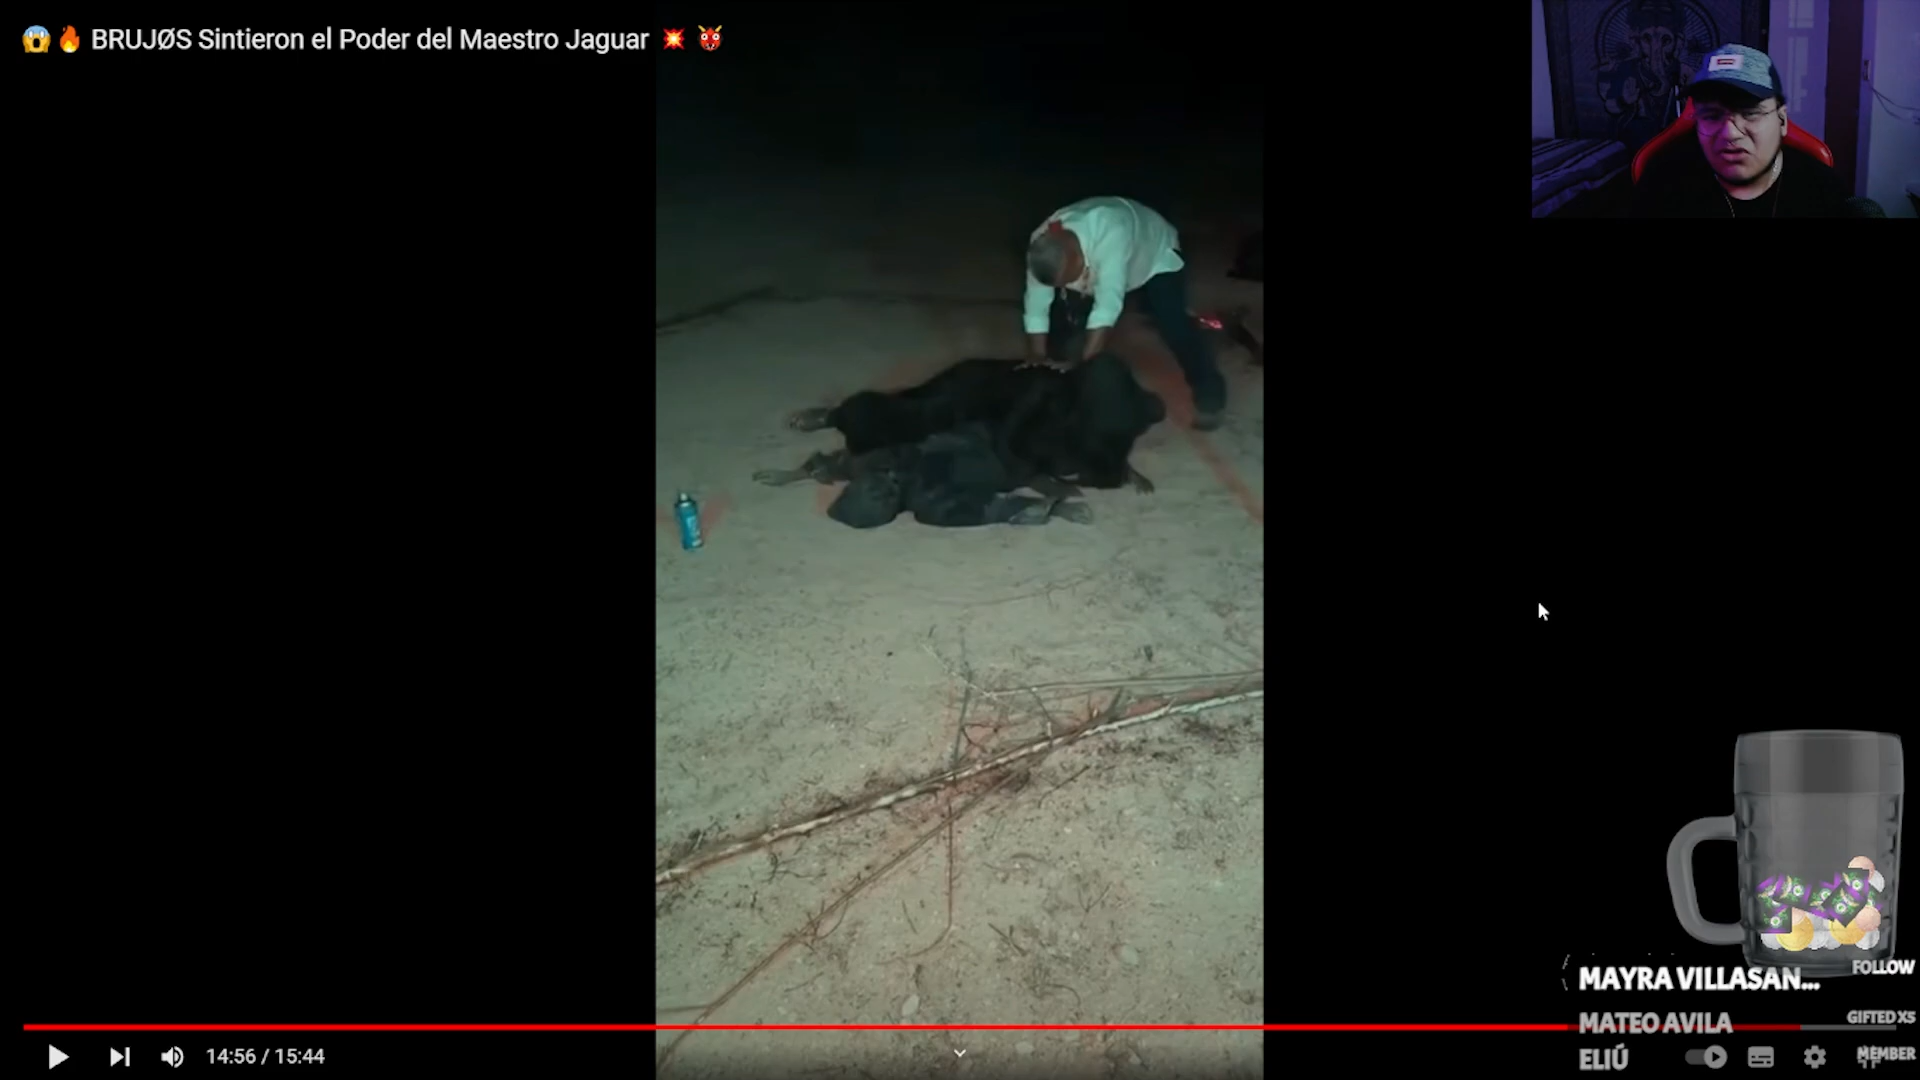 😱🔥 BRUJØS Sintieron el Poder del Maestro Jaguar 💥 👹
MAYRA VILLASAN...
FOLLOW
MATEO AVILA
GIFTED X5
ELIÚ
MEMBER
14:56 / 15:44